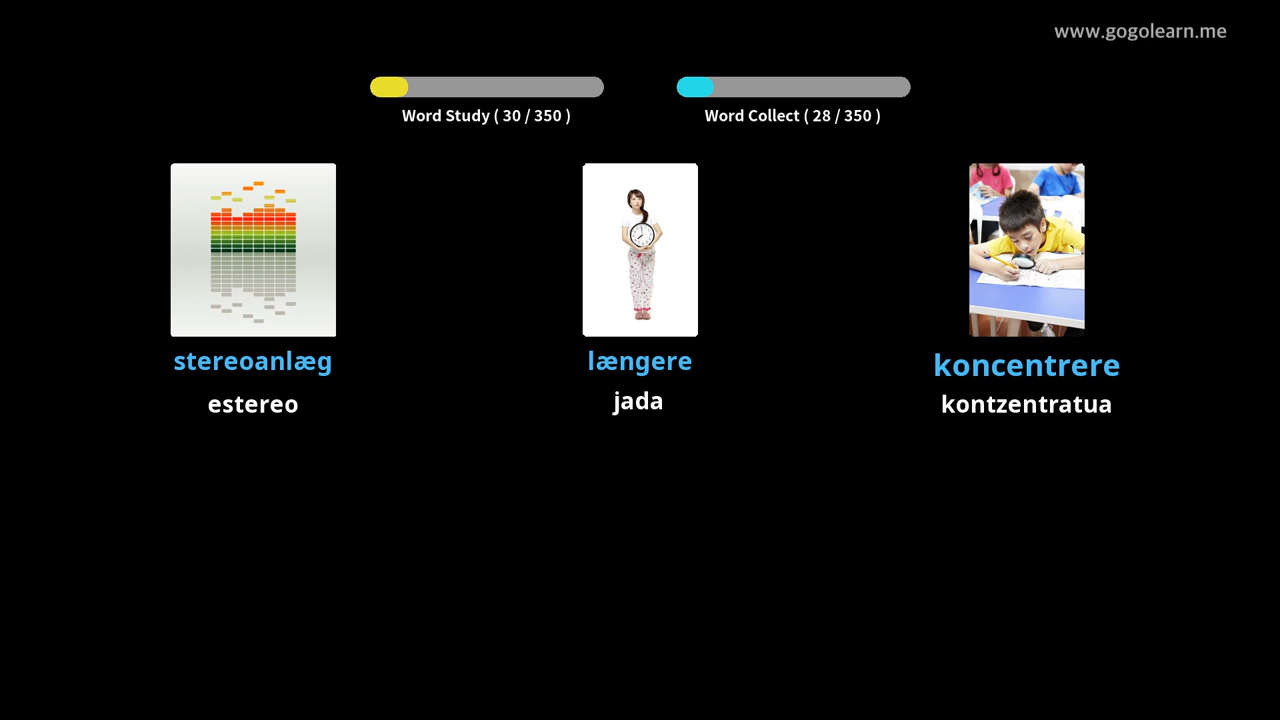 www.gogolearn.me
Word Study ( 30 / 350 )
Word Collect ( 28 / 350 )
stereoanlæg
længere
koncentrere
estereo
jada
kontzentratua